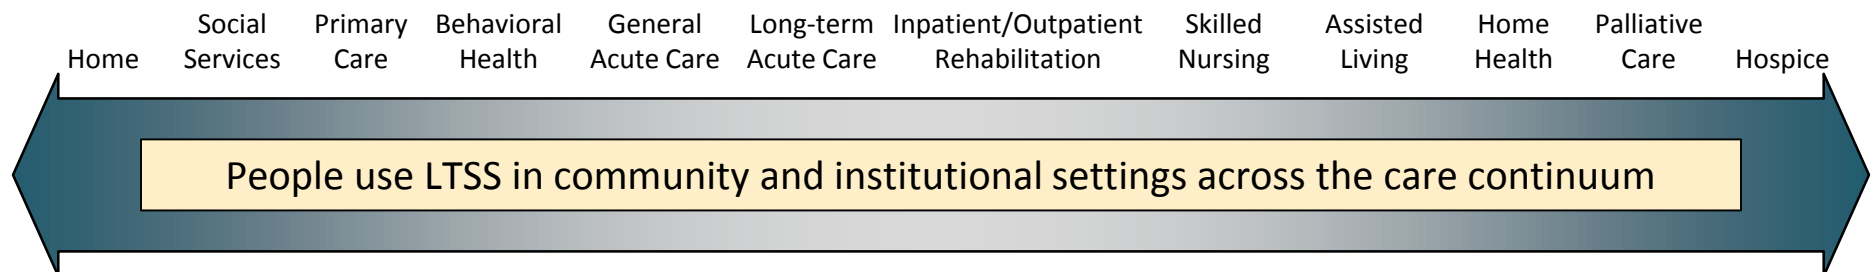 Home
Social
Services
Primary
Care
Behavioral
Health
General
Acute Care
Long-term
Acute Care
Inpatient/Outpatient
Rehabilitation
Skilled
Nursing
Assisted
Living
Home
Health
Palliative
Care
Hospice
People use LTSS in community and institutional settings across the care continuum